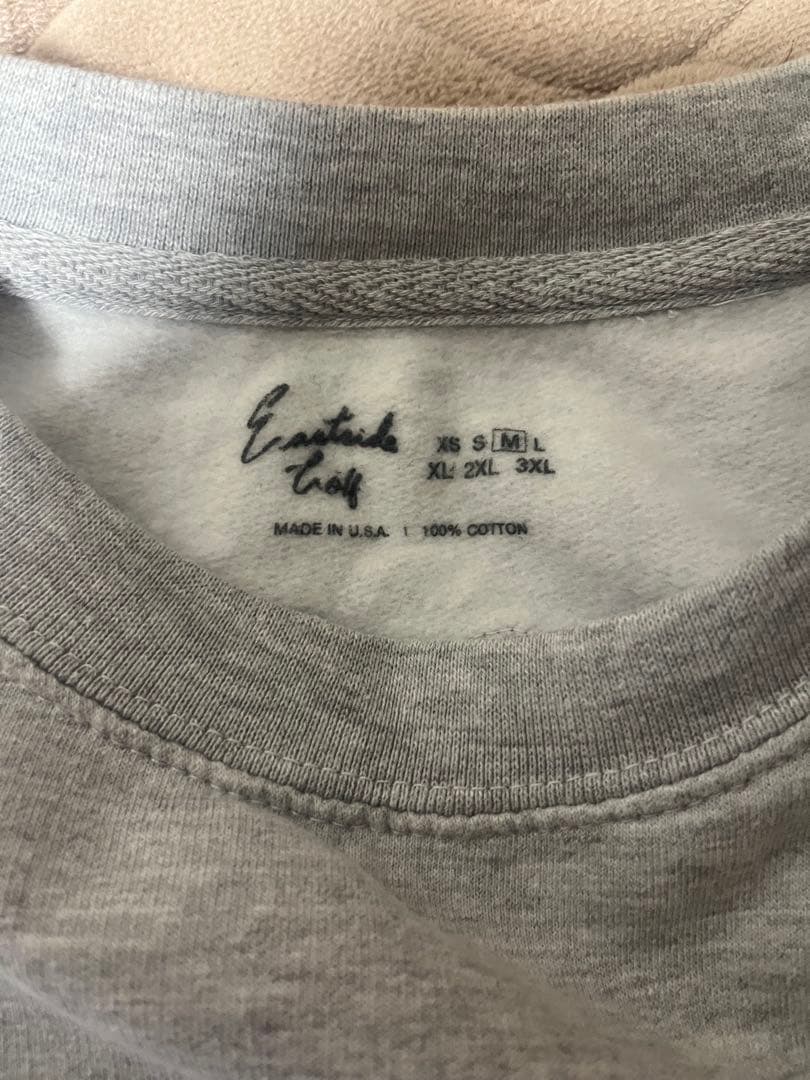 Eastside
Golf
XS S M L
XL 2XL 3XL
MADE IN U.S.A. | 100% COTTON